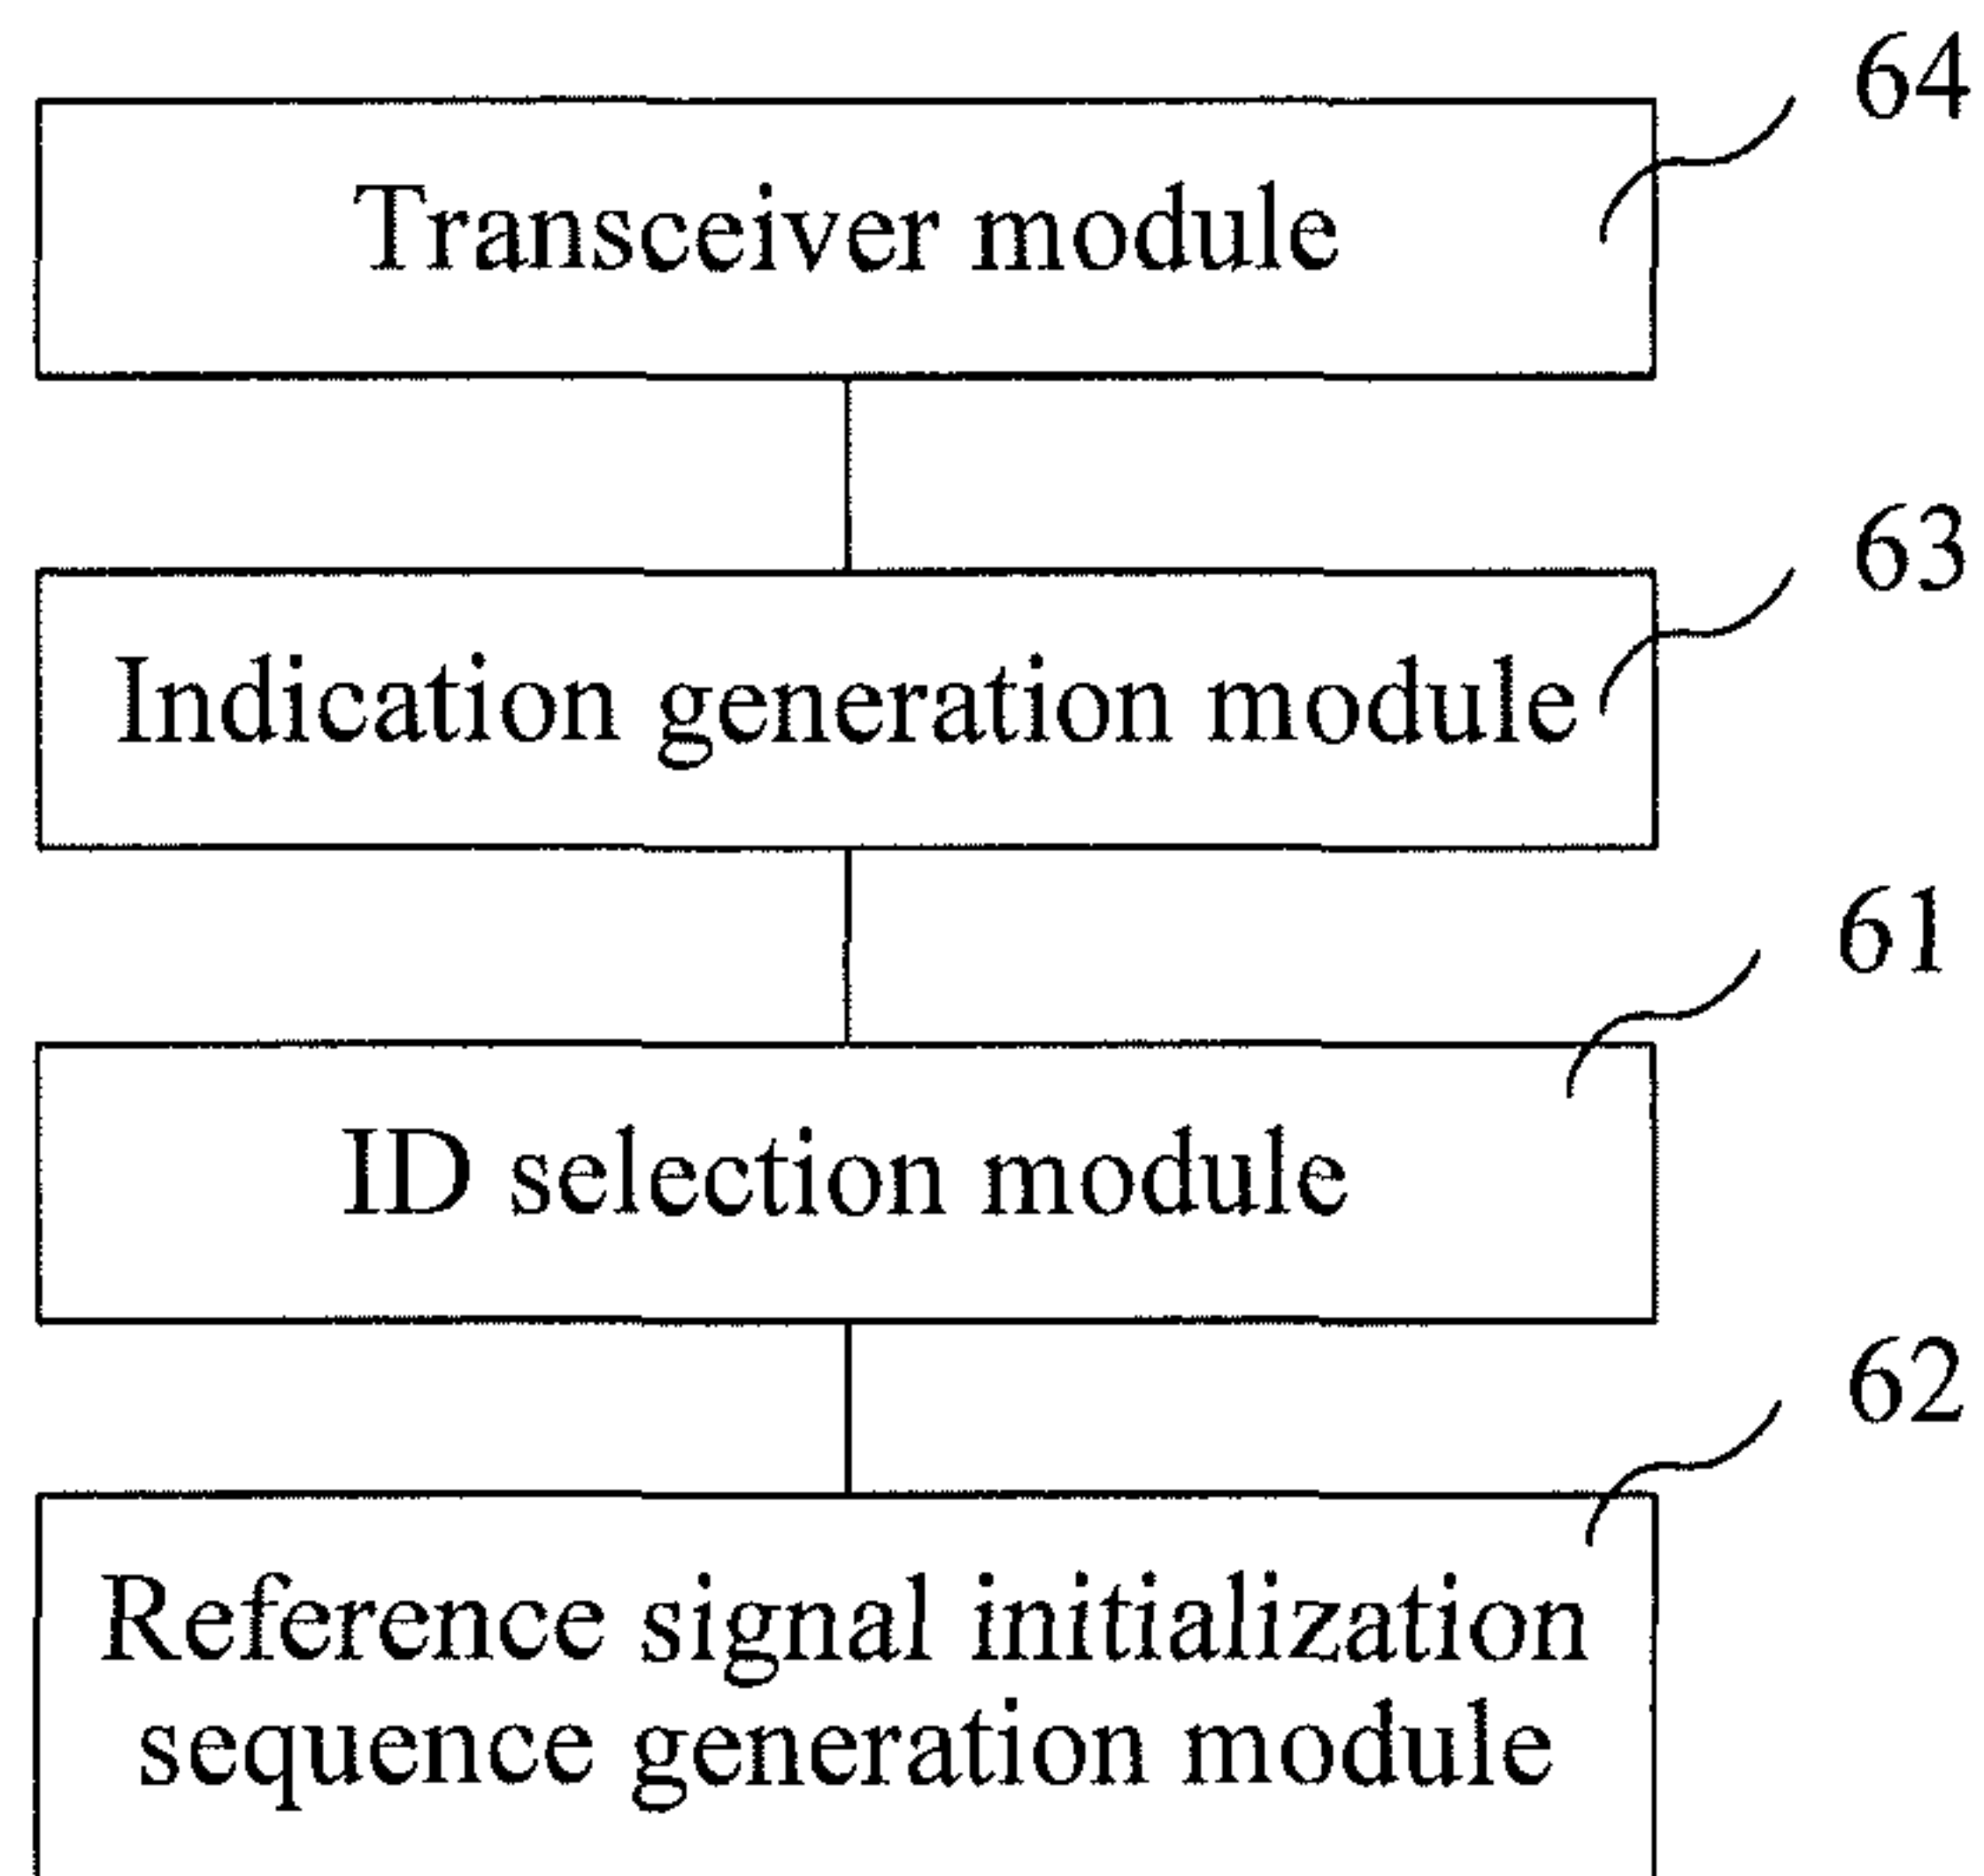 64
Transceiver module
63
Indication generation module
61
ID selection module
62
Reference signal initialization
sequence generation module